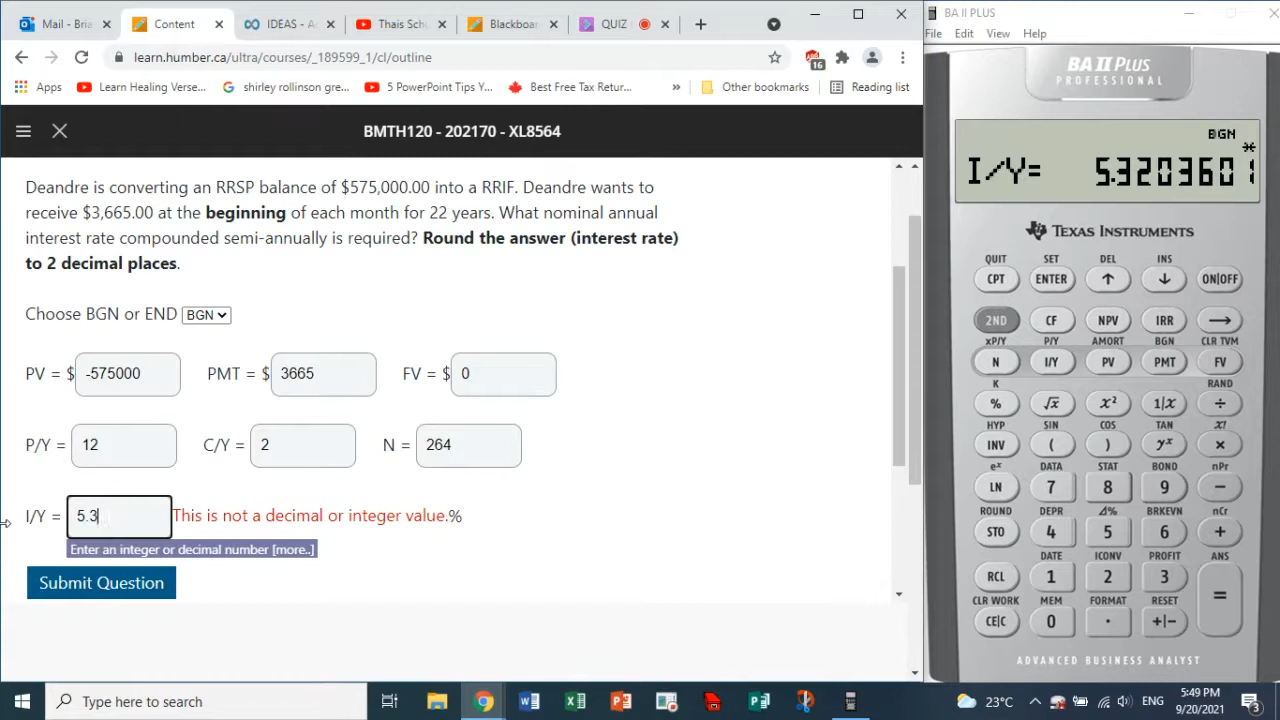 Mail - Bria
Content
IDEAS - A
Thais Sch
Blackboar
QUIZ
learn.humber.ca/ultra/courses/_189599_1/cl/outline
16
Apps
Learn Healing Verse...
shirley rollinson gre...
5 PowerPoint Tips Y...
Best Free Tax Retur...
»
Other bookmarks
Reading list
BMTH120 - 202170 - XL8564
Deandre is converting an RRSP balance of $575,000.00 into a RRIF. Deandre wants to
receive $3,665.00 at the beginning of each month for 22 years. What nominal annual
interest rate compounded semi-annually is required? Round the answer (interest rate)
to 2 decimal places.
Choose BGN or END BGN
PV = $ -575000 PMT = $ 3665 FV = $ 0
P/Y = 12 C/Y = 2 N = 264
I/Y = 5.3 This is not a decimal or integer value.%
Enter an integer or decimal number [more..]
Submit Question
BA II PLUS
File Edit View Help
BA II PLUS
PROFESSIONAL
BGN
I/Y= 5.3203601
TEXAS INSTRUMENTS
QUIT SET DEL INS
CPT ENTER ↑ ↓ ON|OFF
2ND CF NPV IRR →
xP/Y P/Y AMORT BGN CLR TVM
N I/Y PV PMT FV
K RAND
% √x x² 1/x ÷
HYP SIN COS TAN x!
INV ( ) yˣ ×
eˣ DATA STAT BOND nPr
LN 7 8 9 −
ROUND DEPR Δ% BRKEVN nCr
STO 4 5 6 +
DATE ICONV PROFIT ANS
RCL 1 2 3 =
CLR WORK MEM FORMAT RESET
CE|C 0 . +|−
ADVANCED BUSINESS ANALYST
Type here to search
23°C
ENG
5:49 PM
9/20/2021
3